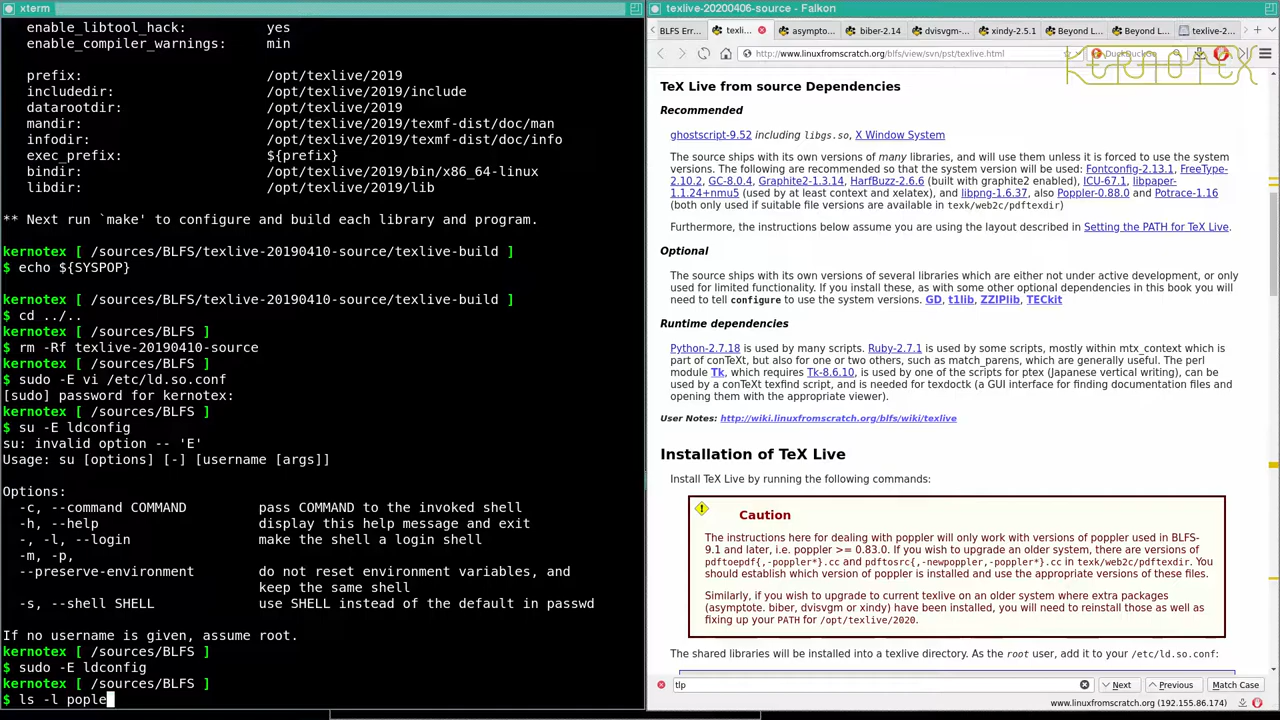 xterm
enable_libtool_hack: yes
enable_compiler_warnings: min
prefix: /opt/texlive/2019
includedir: /opt/texlive/2019/include
datarootdir: /opt/texlive/2019
mandir: /opt/texlive/2019/texmf-dist/doc/man
infodir: /opt/texlive/2019/texmf-dist/doc/info
exec_prefix: ${prefix}
bindir: /opt/texlive/2019/bin/x86_64-linux
libdir: /opt/texlive/2019/lib
** Next run `make' to configure and build each library and program.
kernotex [ /sources/BLFS/texlive-20190410-source/texlive-build ]
$ echo ${SYSPOP}
kernotex [ /sources/BLFS/texlive-20190410-source/texlive-build ]
$ cd ../..
kernotex [ /sources/BLFS ]
$ rm -Rf texlive-20190410-source
kernotex [ /sources/BLFS ]
$ sudo -E vi /etc/ld.so.conf
[sudo] password for kernotex:
kernotex [ /sources/BLFS ]
$ su -E ldconfig
su: invalid option -- 'E'
Usage: su [options] [-] [username [args]]
Options:
-c, --command COMMAND pass COMMAND to the invoked shell
-h, --help display this help message and exit
-, -l, --login make the shell a login shell
-m, -p,
--preserve-environment do not reset environment variables, and
keep the same shell
-s, --shell SHELL use SHELL instead of the default in passwd
If no username is given, assume root.
kernotex [ /sources/BLFS ]
$ sudo -E ldconfig
kernotex [ /sources/BLFS ]
$ ls -l pople
texlive-20200406-source - Falkon
BLFS Err... texli... asympto... biber-2.14 dvisvgm-... xindy-2.5.1 Beyond L... Beyond L... texlive-2...
http://www.linuxfromscratch.org/blfs/view/svn/pst/texlive.html
DuckDuckGo
KERNOTEX
TeX Live from source Dependencies
Recommended
ghostscript-9.52 including libgs.so, X Window System
The source ships with its own versions of many libraries, and will use them unless it is forced to use the system
versions. The following are recommended so that the system version will be used: Fontconfig-2.13.1, FreeType-
2.10.2, GC-8.0.4, Graphite2-1.3.14, HarfBuzz-2.6.6 (built with graphite2 enabled), ICU-67.1, libpaper-
1.1.24+nmu5 (used by at least context and xelatex), and libpng-1.6.37, also Poppler-0.88.0 and Potrace-1.16
(both only used if suitable file versions are available in texk/web2c/pdftexdir)
Furthermore, the instructions below assume you are using the layout described in Setting the PATH for TeX Live.
Optional
The source ships with its own versions of several libraries which are either not under active development, or only
used for limited functionality. If you install these, as with some other optional dependencies in this book you will
need to tell configure to use the system versions. GD, t1lib, ZZIPlib, TECkit
Runtime dependencies
Python-2.7.18 is used by many scripts. Ruby-2.7.1 is used by some scripts, mostly within mtx_context which is
part of conTeXt, but also for one or two others, such as match_parens, which are generally useful. The perl
module Tk, which requires Tk-8.6.10, is used by one of the scripts for ptex (Japanese vertical writing), can be
used by a conTeXt texfind script, and is needed for texdoctk (a GUI interface for finding documentation files and
opening them with the appropriate viewer).
User Notes: http://wiki.linuxfromscratch.org/blfs/wiki/texlive
Installation of TeX Live
Install TeX Live by running the following commands:
Caution
The instructions here for dealing with poppler will only work with versions of poppler used in BLFS-
9.1 and later, i.e. poppler >= 0.83.0. If you wish to upgrade an older system, there are versions of
pdftoepdf{,-poppler*}.cc and pdftosrc{,-newpoppler,-poppler*}.cc in texk/web2c/pdftexdir. You
should establish which version of poppler is installed and use the appropriate versions of these files.
Similarly, if you wish to upgrade to current texlive on an older system where extra packages
(asymptote. biber, dvisvgm or xindy) have been installed, you will need to reinstall those as well as
fixing up your PATH for /opt/texlive/2020.
The shared libraries will be installed into a texlive directory. As the root user, add it to your /etc/ld.so.conf:
tlp
Next
Previous
Match Case
www.linuxfromscratch.org (192.155.86.174)